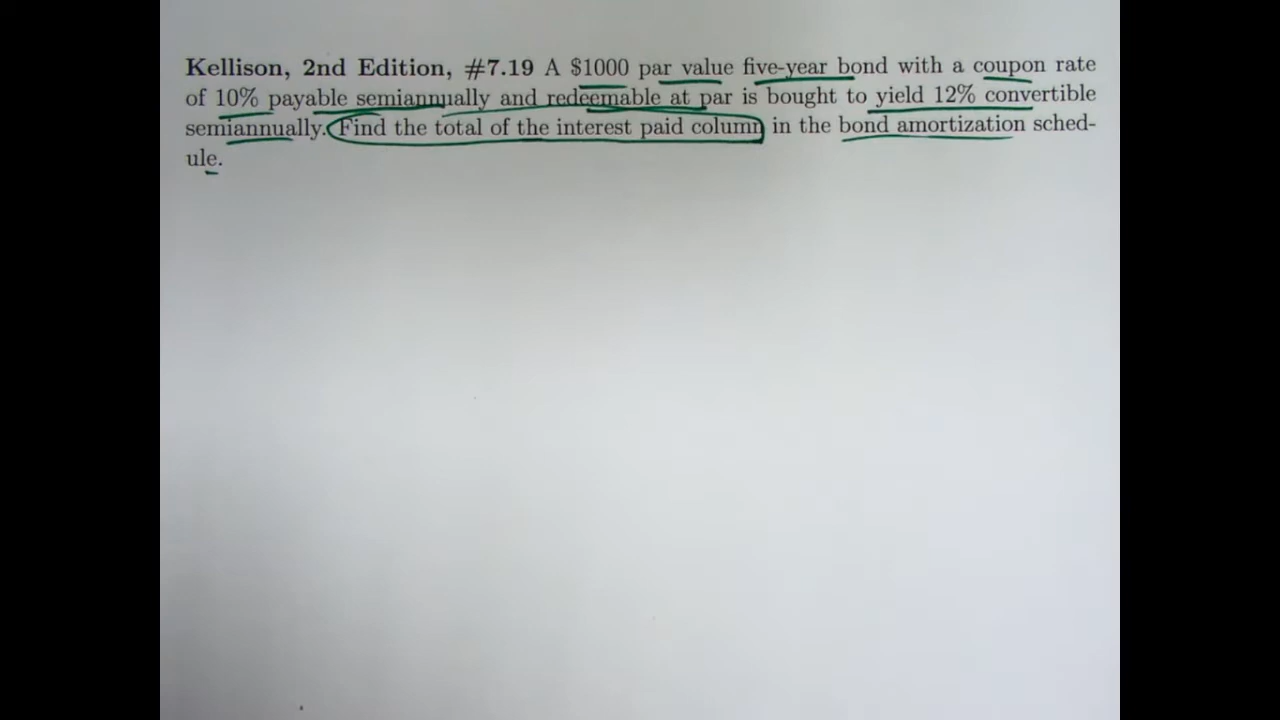 Kellison, 2nd Edition, #7.19 A $1000 par value five-year bond with a coupon rate
of 10% payable semiannually and redeemable at par is bought to yield 12% convertible
semiannually. Find the total of the interest paid column in the bond amortization sched-
ule.